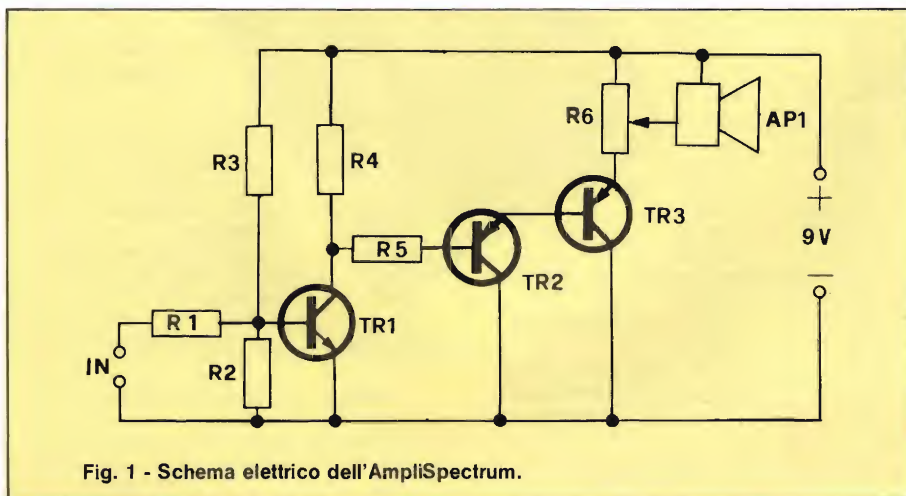 R3
R4
R6
AP1
R5
TR3
TR2
+
9V
−
R1
TR1
IN
R2
Fig. 1 - Schema elettrico dell'AmpliSpectrum.